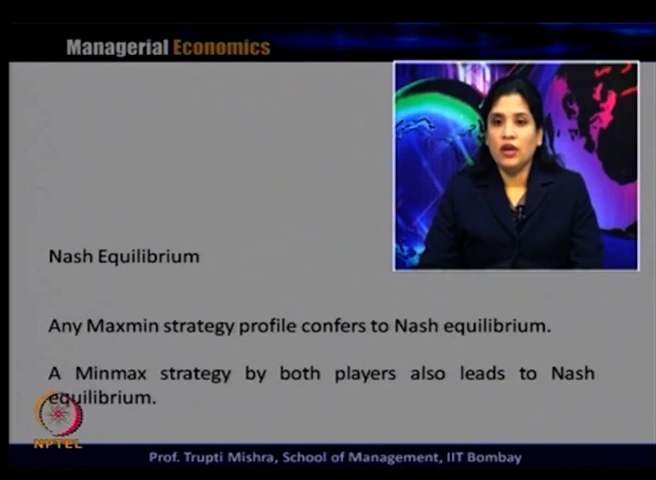 Managerial Economics
Nash Equilibrium
Any Maxmin strategy profile confers to Nash equilibrium.
A Minmax strategy by both players also leads to Nash
equilibrium.
NPTEL
Prof. Trupti Mishra, School of Management, IIT Bombay